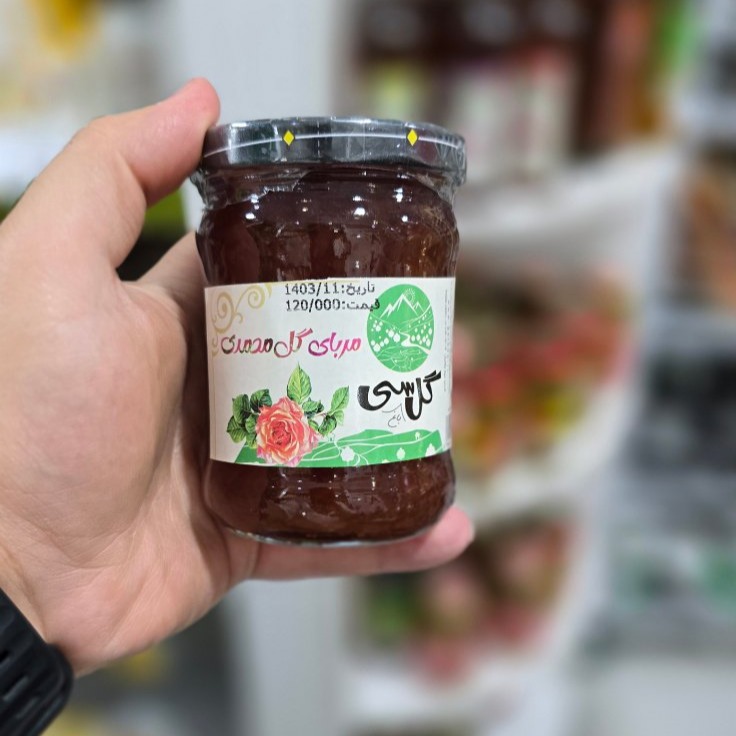 تاریخ:1403/11
قیمت:120/000
مربای گل محمدی
گل سی